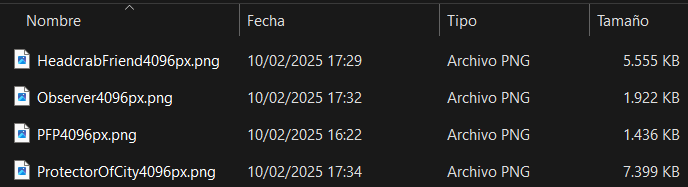 Nombre Fecha Tipo Tamaño
HeadcrabFriend4096px.png 10/02/2025 17:29 Archivo PNG 5.555 KB
Observer4096px.png 10/02/2025 17:32 Archivo PNG 1.922 KB
PFP4096px.png 10/02/2025 16:22 Archivo PNG 1.436 KB
ProtectorOfCity4096px.png 10/02/2025 17:34 Archivo PNG 7.399 KB